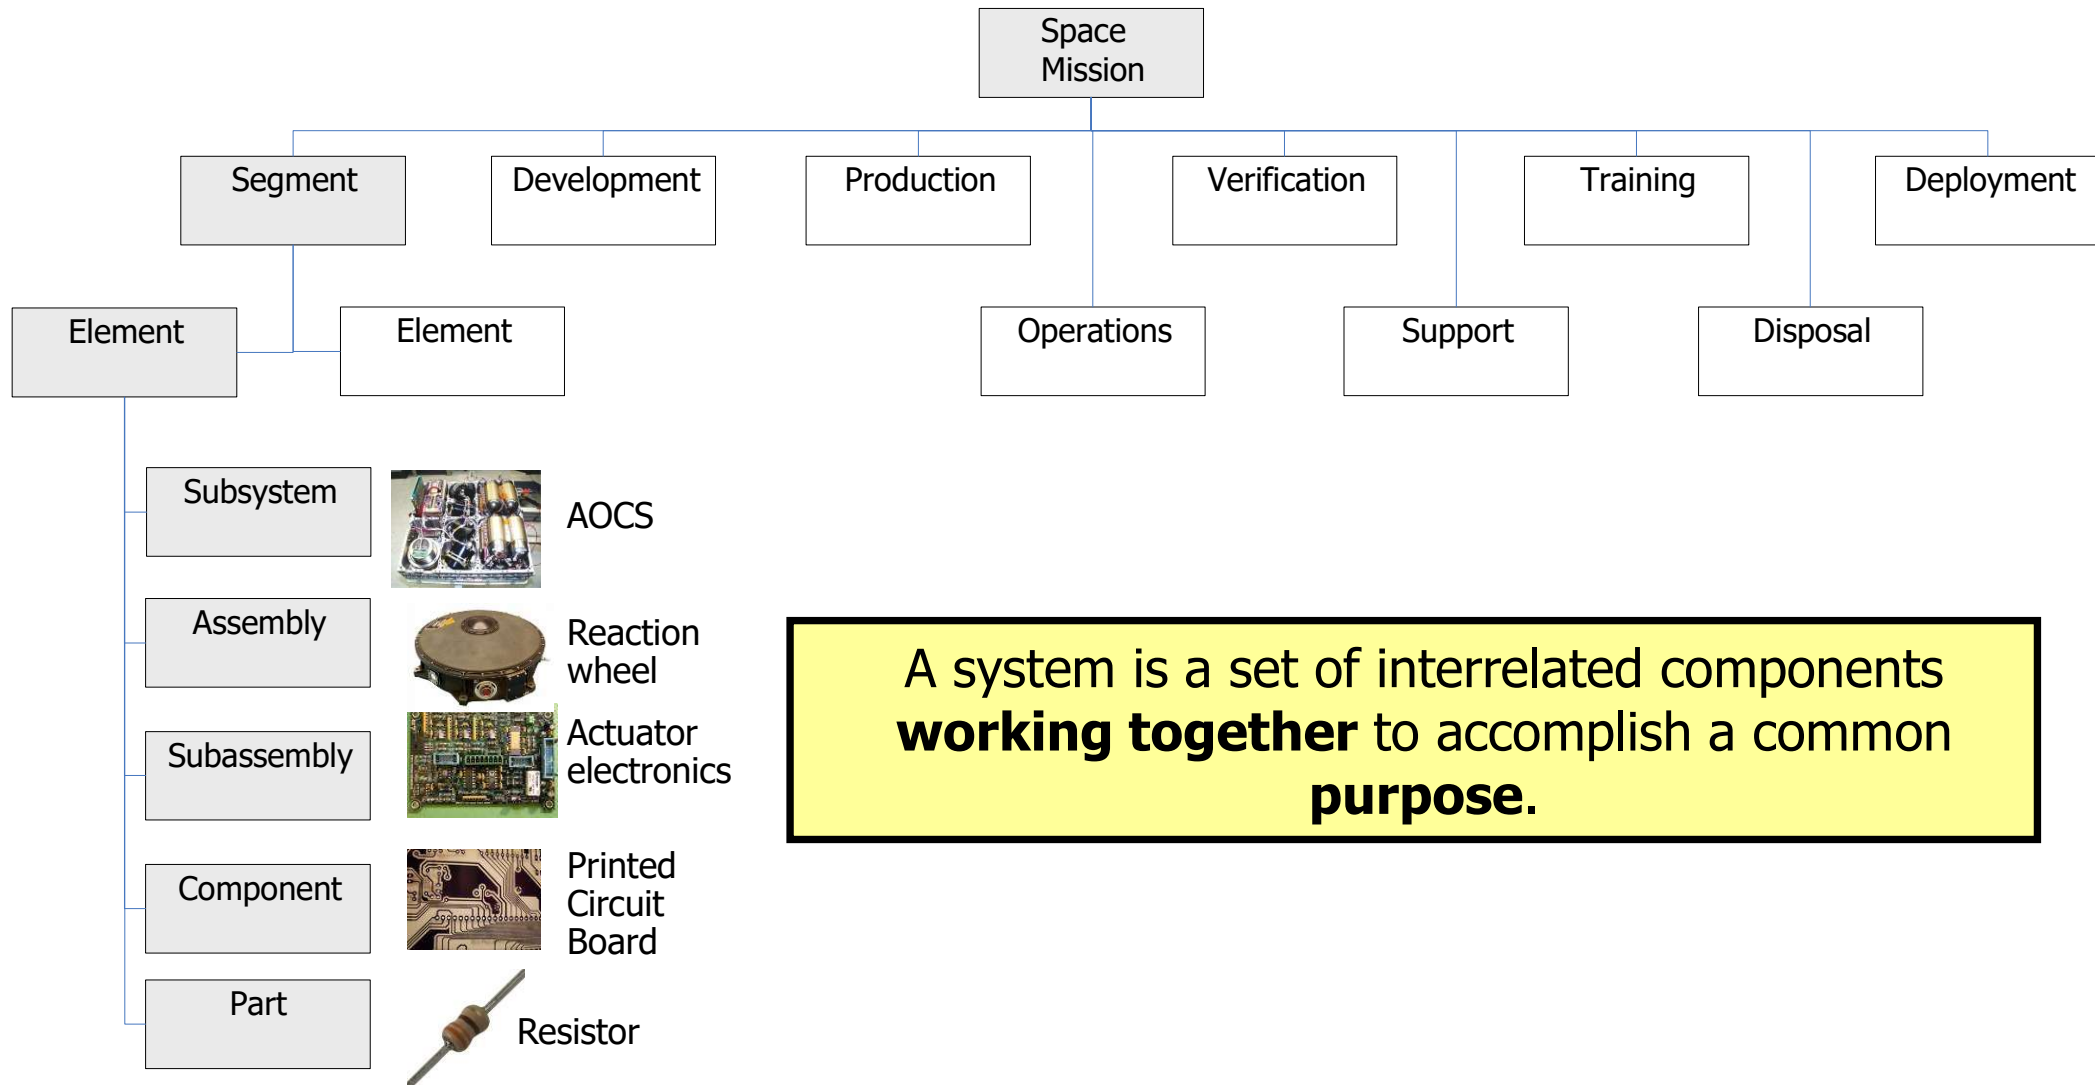 Space
Mission
Segment
Development
Production
Verification
Training
Deployment
Element
Element
Operations
Support
Disposal
Subsystem
AOCS
Assembly
Reaction
wheel
Subassembly
Actuator
electronics
Component
Printed
Circuit
Board
Part
Resistor
A system is a set of interrelated components
working together to accomplish a common
purpose.